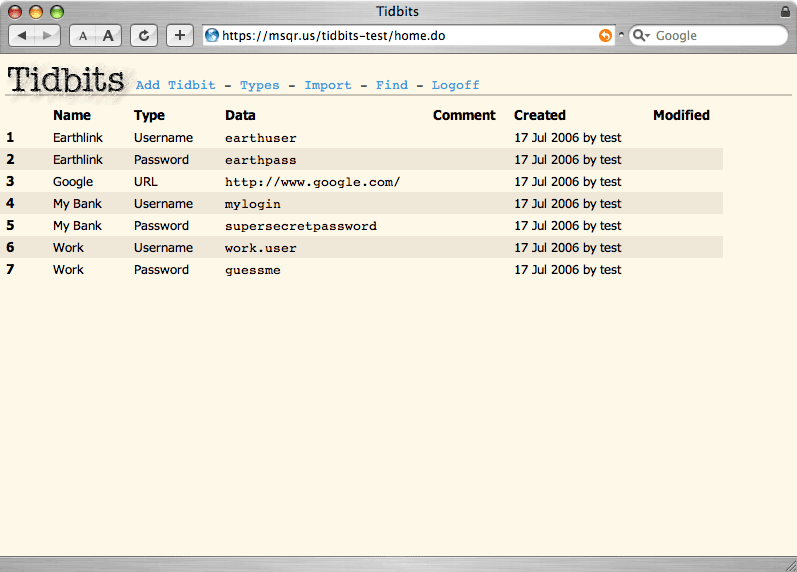 Tidbits
A A https://msqr.us/tidbits-test/home.do Google
Tidbits Add Tidbit - Types - Import - Find - Logoff
Name Type Data Comment Created Modified
1 Earthlink Username earthuser 17 Jul 2006 by test
2 Earthlink Password earthpass 17 Jul 2006 by test
3 Google URL http://www.google.com/ 17 Jul 2006 by test
4 My Bank Username mylogin 17 Jul 2006 by test
5 My Bank Password supersecretpassword 17 Jul 2006 by test
6 Work Username work.user 17 Jul 2006 by test
7 Work Password guessme 17 Jul 2006 by test